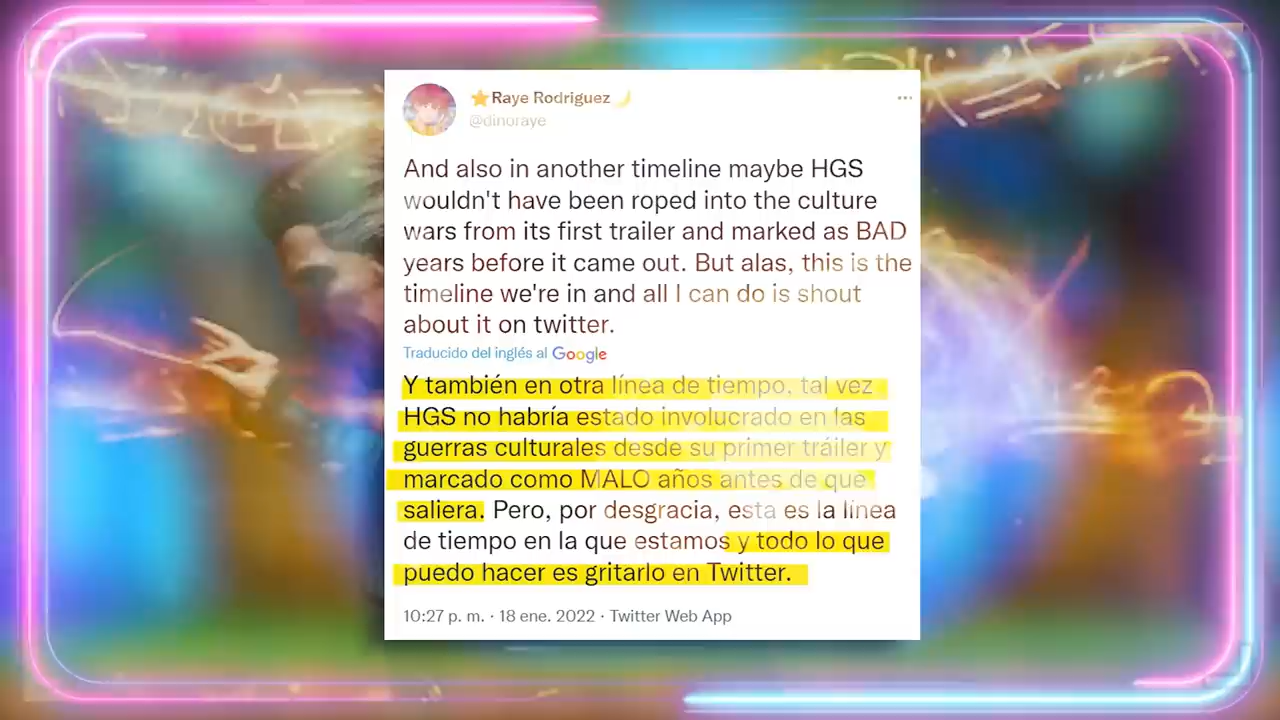 ⭐Raye Rodriguez🌙
@dinoraye
And also in another timeline maybe HGS
wouldn't have been roped into the culture
wars from its first trailer and marked as BAD
years before it came out. But alas, this is the
timeline we're in and all I can do is shout
about it on twitter.
Traducido del inglés al Google
Y también en otra línea de tiempo, tal vez
HGS no habría estado involucrado en las
guerras culturales desde su primer tráiler y
marcado como MALO años antes de que
saliera. Pero, por desgracia, esta es la línea
de tiempo en la que estamos y todo lo que
puedo hacer es gritarlo en Twitter.
10:27 p. m. · 18 ene. 2022 · Twitter Web App